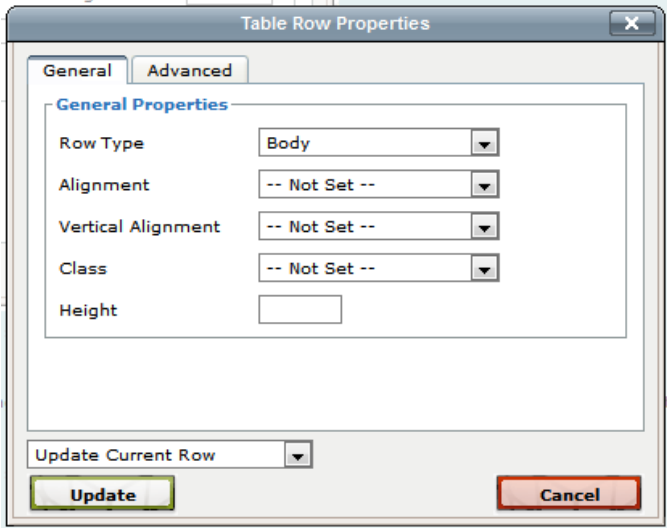 Table Row Properties
General Advanced
General Properties
Row Type Body
Alignment -- Not Set --
Vertical Alignment -- Not Set --
Class -- Not Set --
Height
Update Current Row
Update Cancel